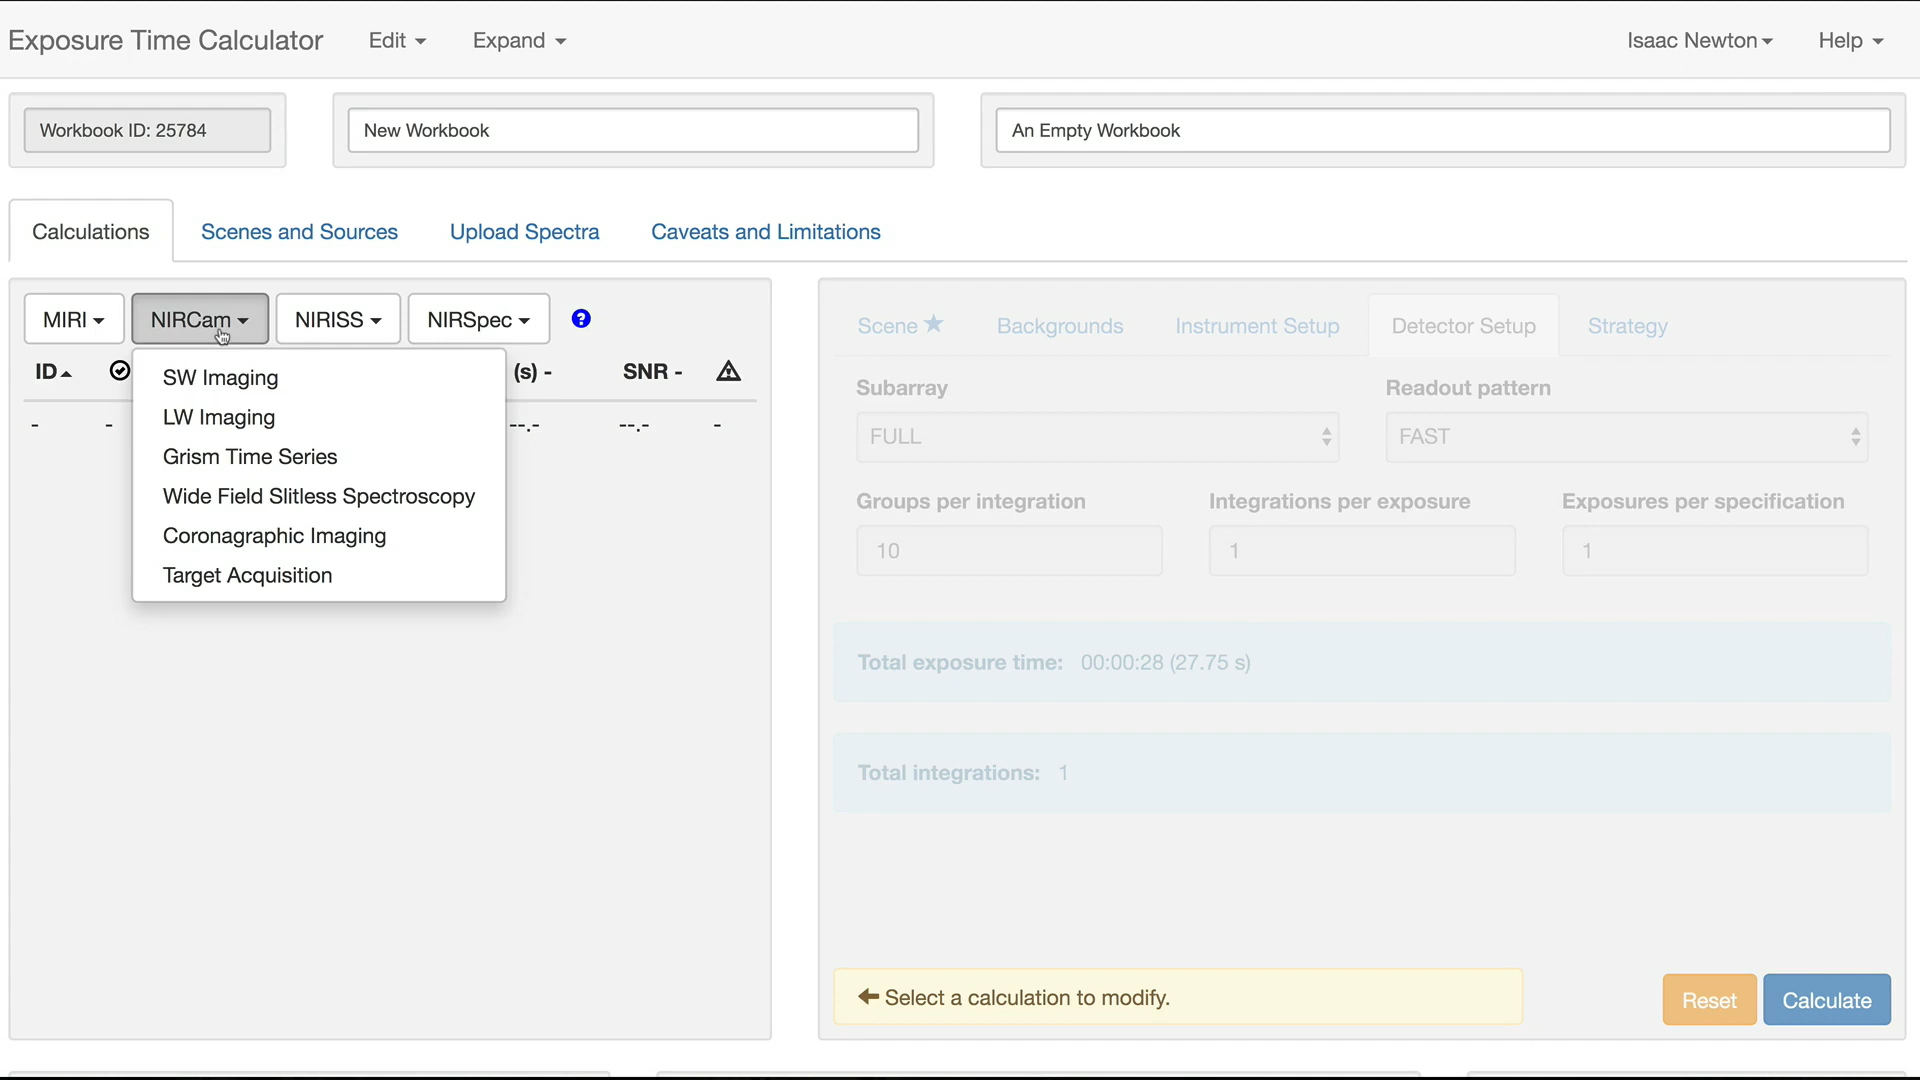 Exposure Time Calculator Edit Expand Isaac Newton Help
Workbook ID: 25784 New Workbook An Empty Workbook
Calculations Scenes and Sources Upload Spectra Caveats and Limitations
MIRI NIRCam NIRISS NIRSpec ?
ID (s) - SNR -
- - --.- --.- -
SW Imaging
LW Imaging
Grism Time Series
Wide Field Slitless Spectroscopy
Coronagraphic Imaging
Target Acquisition
Scene ★ Backgrounds Instrument Setup Detector Setup Strategy
Subarray Readout pattern
FULL FAST
Groups per integration Integrations per exposure Exposures per specification
10 1 1
Total exposure time: 00:00:28 (27.75 s)
Total integrations: 1
Select a calculation to modify.
Reset Calculate